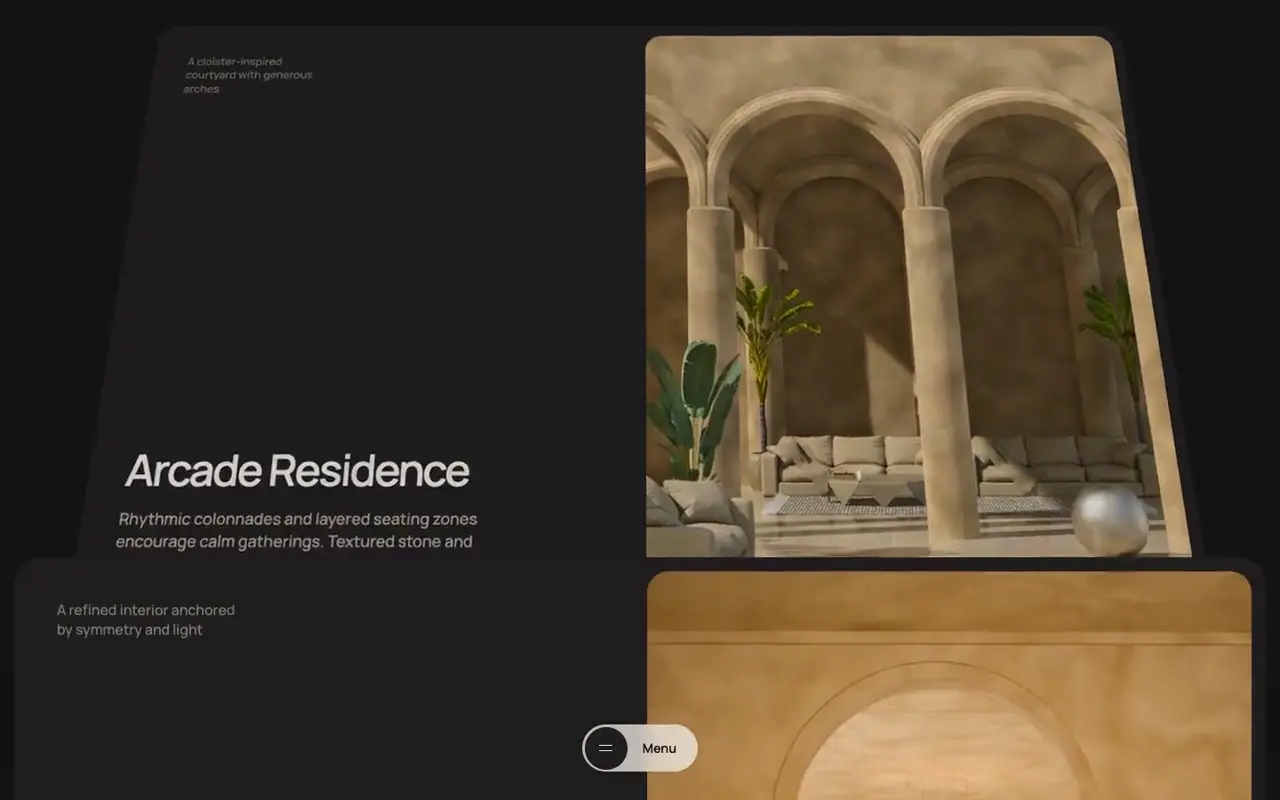 A cloister-inspired
courtyard with generous
arches
Arcade Residence
Rhythmic colonnades and layered seating zones
encourage calm gatherings. Textured stone and
A refined interior anchored
by symmetry and light
Menu